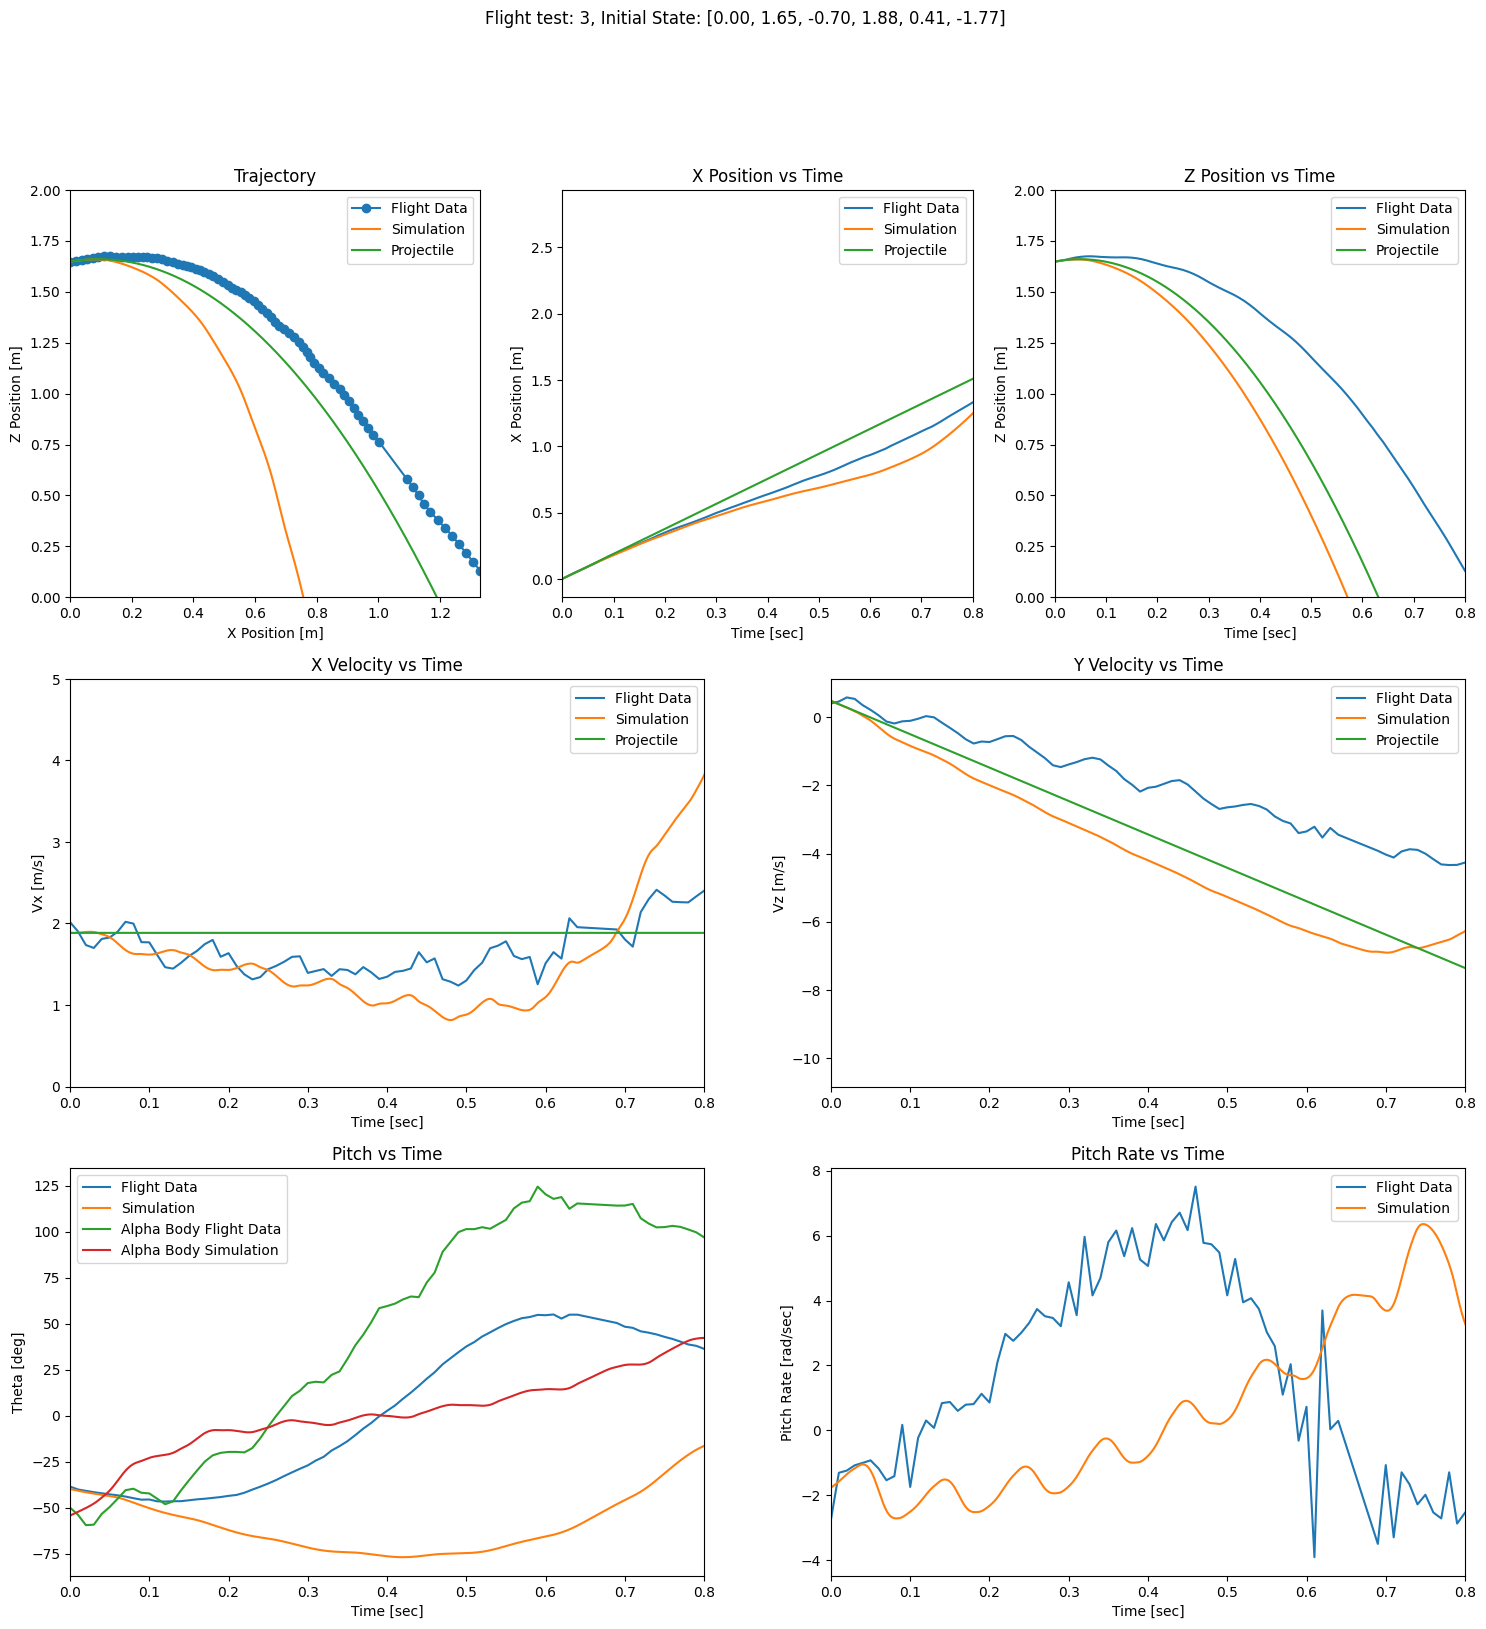 Flight test: 3, Initial State: [0.00, 1.65, -0.70, 1.88, 0.41, -1.77]
Trajectory
Z Position [m]
2.00
1.75
1.50
1.25
1.00
0.75
0.50
0.25
0.00
Flight Data
Simulation
Projectile
0.0 0.2 0.4 0.6 0.8 1.0 1.2
X Position [m]
X Position vs Time
X Position [m]
2.5
2.0
1.5
1.0
0.5
0.0
Flight Data
Simulation
Projectile
0.0 0.1 0.2 0.3 0.4 0.5 0.6 0.7 0.8
Time [sec]
Z Position vs Time
Z Position [m]
2.00
1.75
1.50
1.25
1.00
0.75
0.50
0.25
0.00
Flight Data
Simulation
Projectile
0.0 0.1 0.2 0.3 0.4 0.5 0.6 0.7 0.8
Time [sec]
X Velocity vs Time
Vx [m/s]
5
4
3
2
1
0
Flight Data
Simulation
Projectile
0.0 0.1 0.2 0.3 0.4 0.5 0.6 0.7 0.8
Time [sec]
Y Velocity vs Time
Vz [m/s]
0
−2
−4
−6
−8
−10
Flight Data
Simulation
Projectile
0.0 0.1 0.2 0.3 0.4 0.5 0.6 0.7 0.8
Time [sec]
Pitch vs Time
Theta [deg]
125
100
75
50
25
0
−25
−50
−75
Flight Data
Simulation
Alpha Body Flight Data
Alpha Body Simulation
0.0 0.1 0.2 0.3 0.4 0.5 0.6 0.7 0.8
Time [sec]
Pitch Rate vs Time
Pitch Rate [rad/sec]
8
6
4
2
0
−2
−4
Flight Data
Simulation
0.0 0.1 0.2 0.3 0.4 0.5 0.6 0.7 0.8
Time [sec]